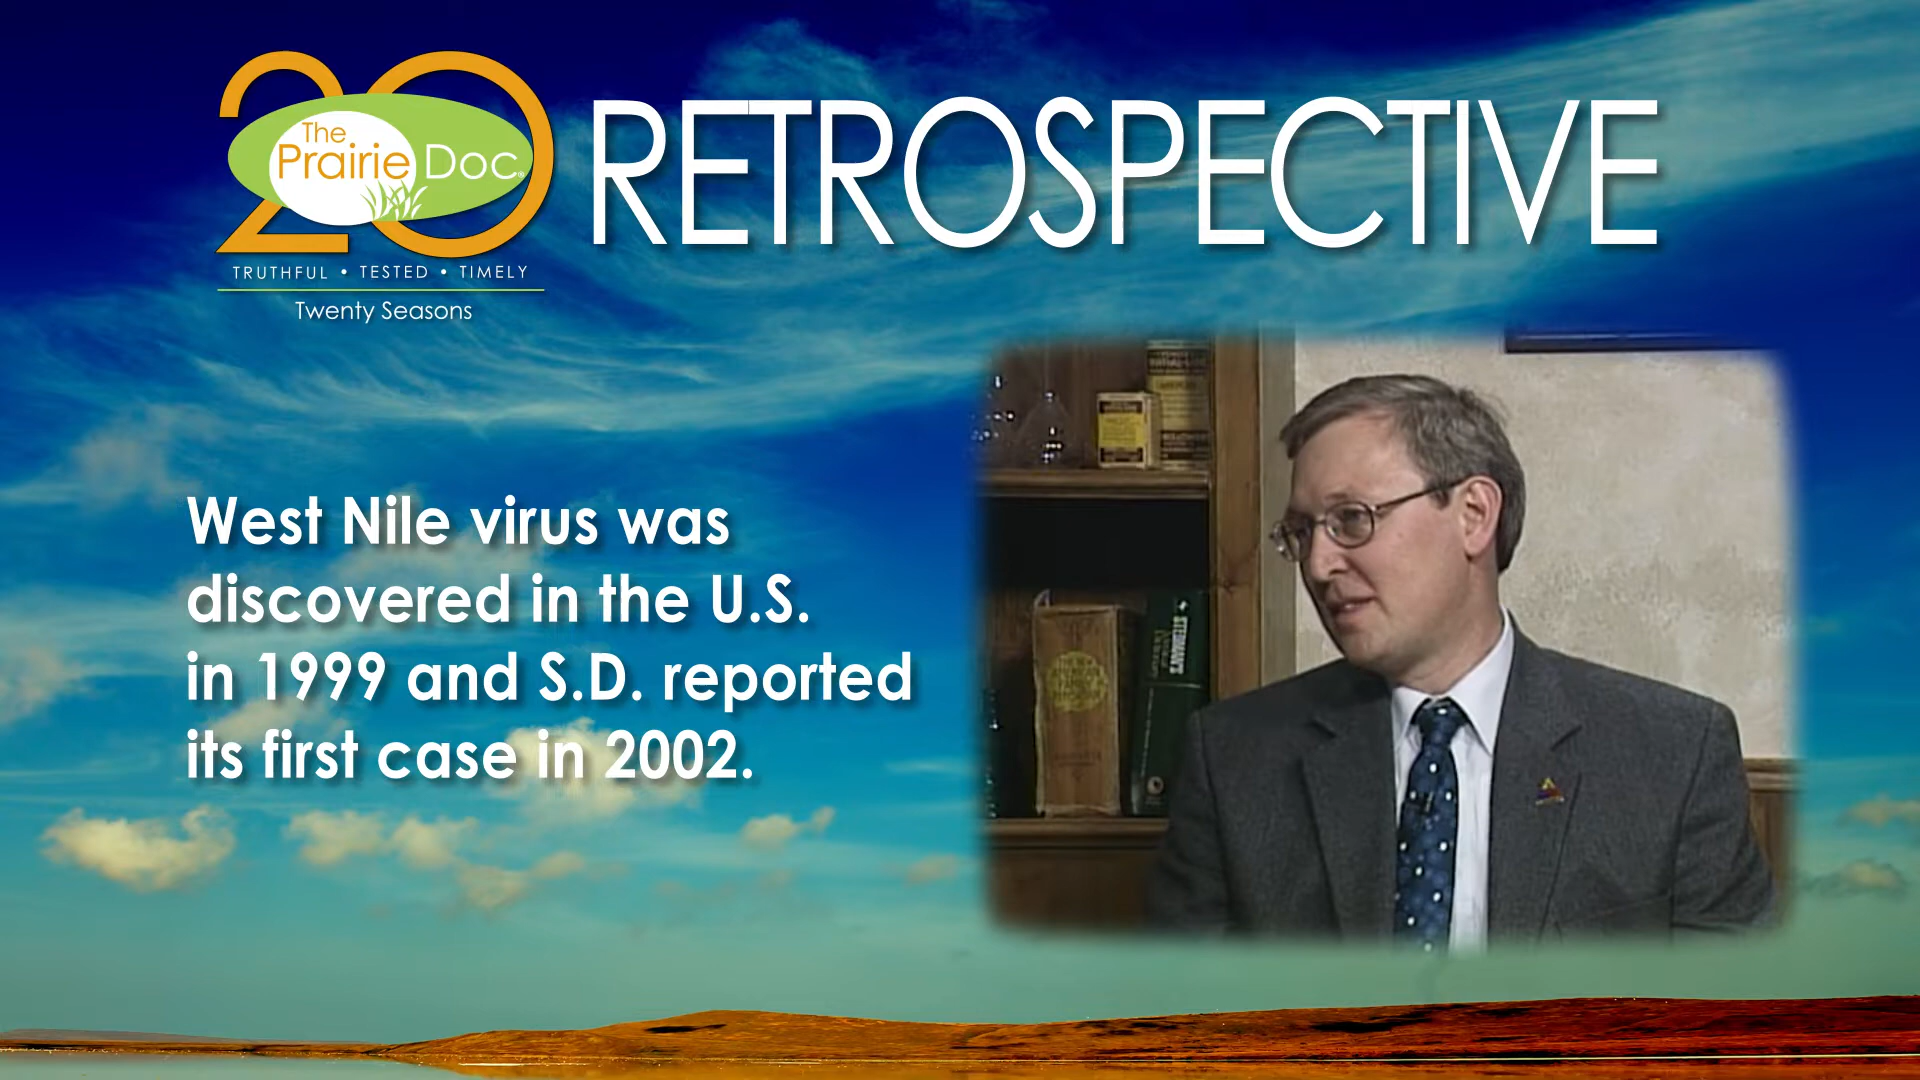 20
The
Prairie Doc®
TRUTHFUL • TESTED • TIMELY
Twenty Seasons
RETROSPECTIVE
West Nile virus was
discovered in the U.S.
in 1999 and S.D. reported
its first case in 2002.
STEDMAN'S